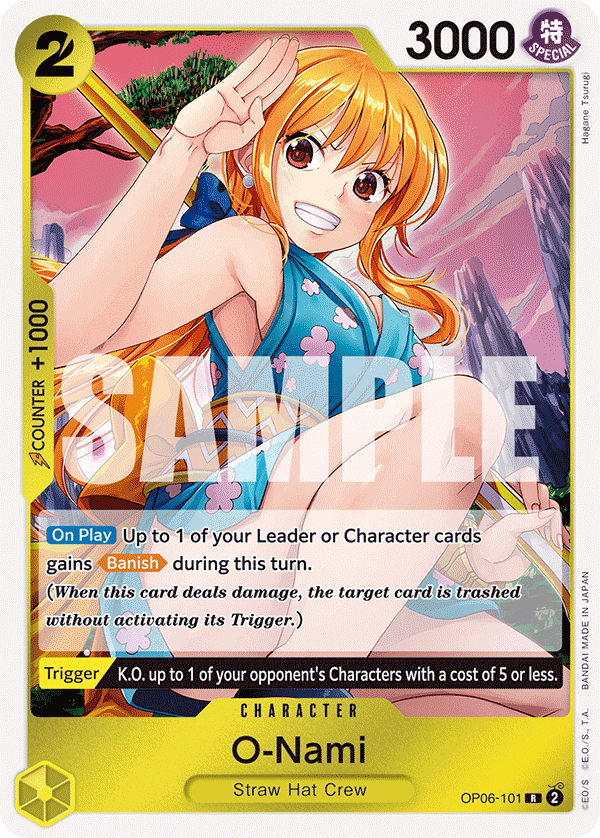 2
3000
特
SPECIAL
Hagane Tsurugi
COUNTER +1000
SAMPLE
On Play Up to 1 of your Leader or Character cards
gains Banish during this turn.
(When this card deals damage, the target card is trashed
without activating its Trigger.)
Trigger K.O. up to 1 of your opponent's Characters with a cost of 5 or less.
CHARACTER
O-Nami
Straw Hat Crew
OP06-101 R 2
©EO/S ©E.O./S., T.A. BANDAI MADE IN JAPAN